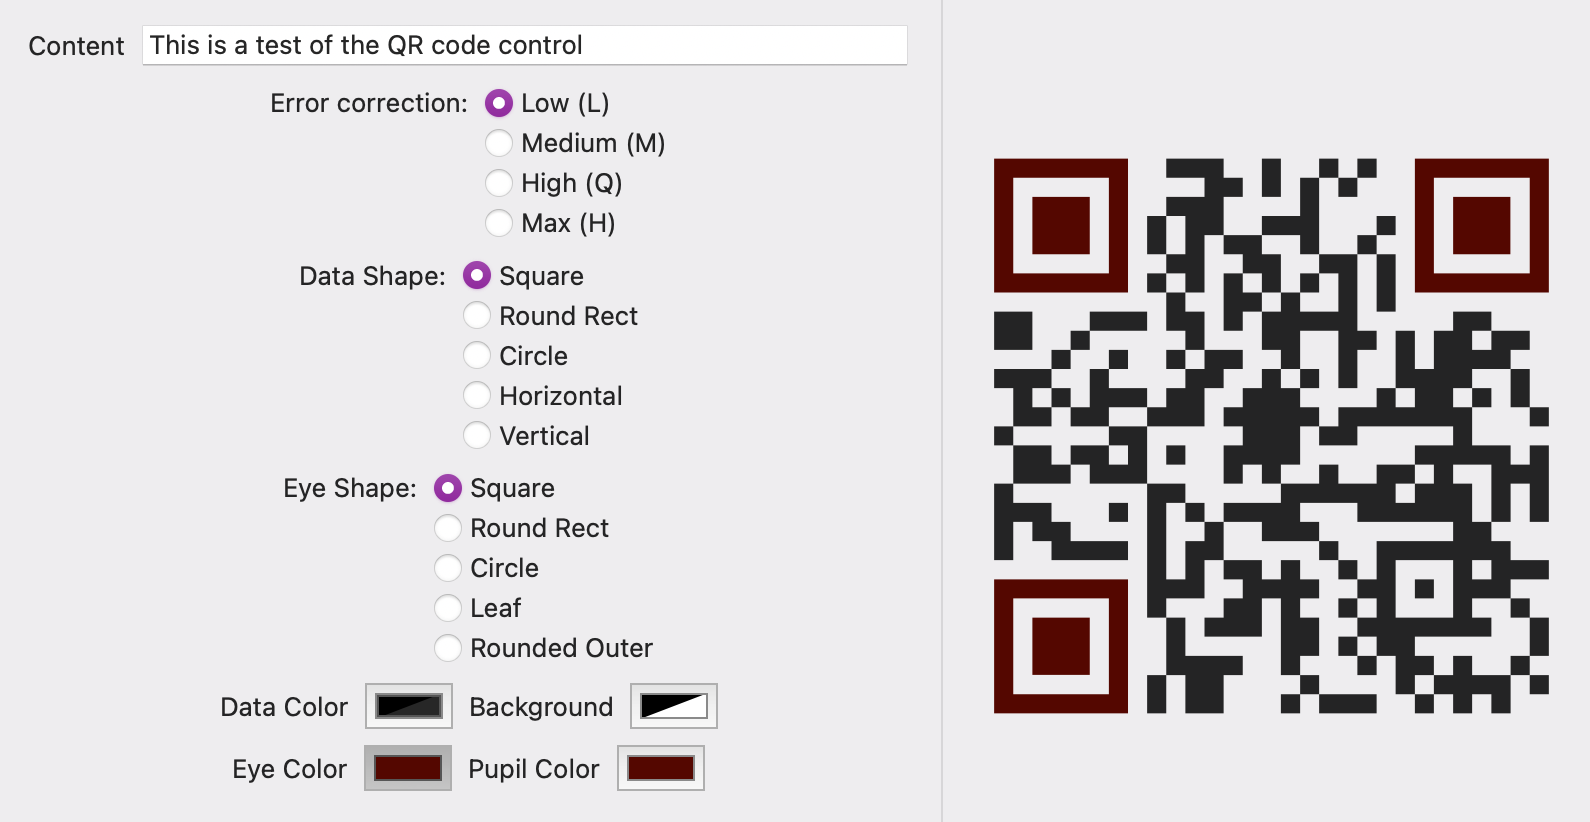 Content This is a test of the QR code control
Error correction: Low (L)
Medium (M)
High (Q)
Max (H)
Data Shape: Square
Round Rect
Circle
Horizontal
Vertical
Eye Shape: Square
Round Rect
Circle
Leaf
Rounded Outer
Data Color Background
Eye Color Pupil Color